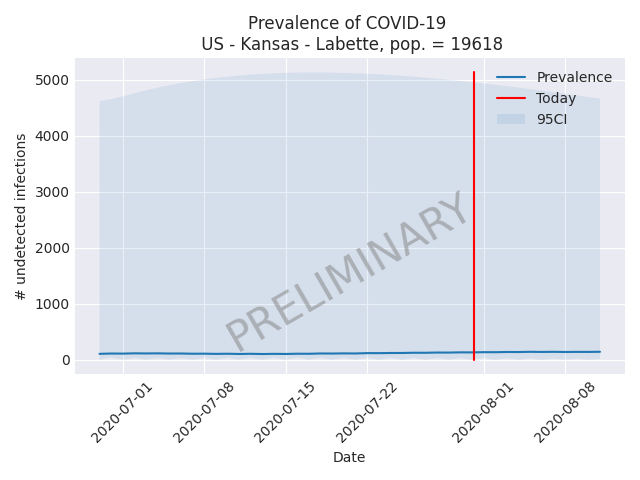 Prevalence of COVID-19
US - Kansas - Labette, pop. = 19618
# undetected infections
5000
4000
3000
2000
1000
0
Prevalence
Today
95CI
PRELIMINARY
2020-07-01
2020-07-08
2020-07-15
2020-07-22
2020-08-01
2020-08-08
Date